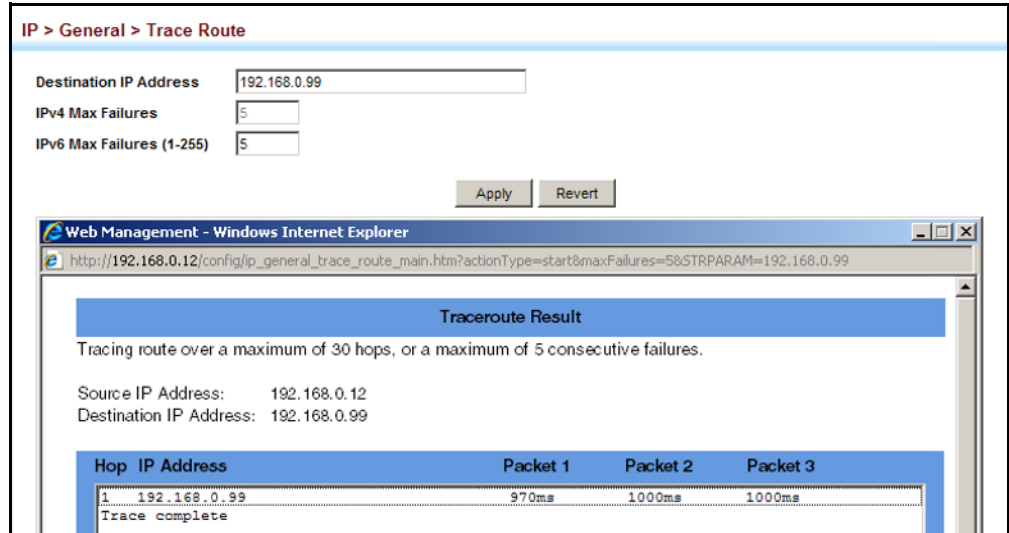 IP > General > Trace Route
Destination IP Address 192.168.0.99
IPv4 Max Failures 5
IPv6 Max Failures (1-255) 5
Apply Revert
Web Management - Windows Internet Explorer
http://192.168.0.12/config/ip_general_trace_route_main.htm?actionType=start&maxFailures=5&STRPARAM=192.168.0.99
Traceroute Result
Tracing route over a maximum of 30 hops, or a maximum of 5 consecutive failures.
Source IP Address: 192.168.0.12
Destination IP Address: 192.168.0.99
Hop IP Address Packet 1 Packet 2 Packet 3
1 192.168.0.99 970ms 1000ms 1000ms
Trace complete